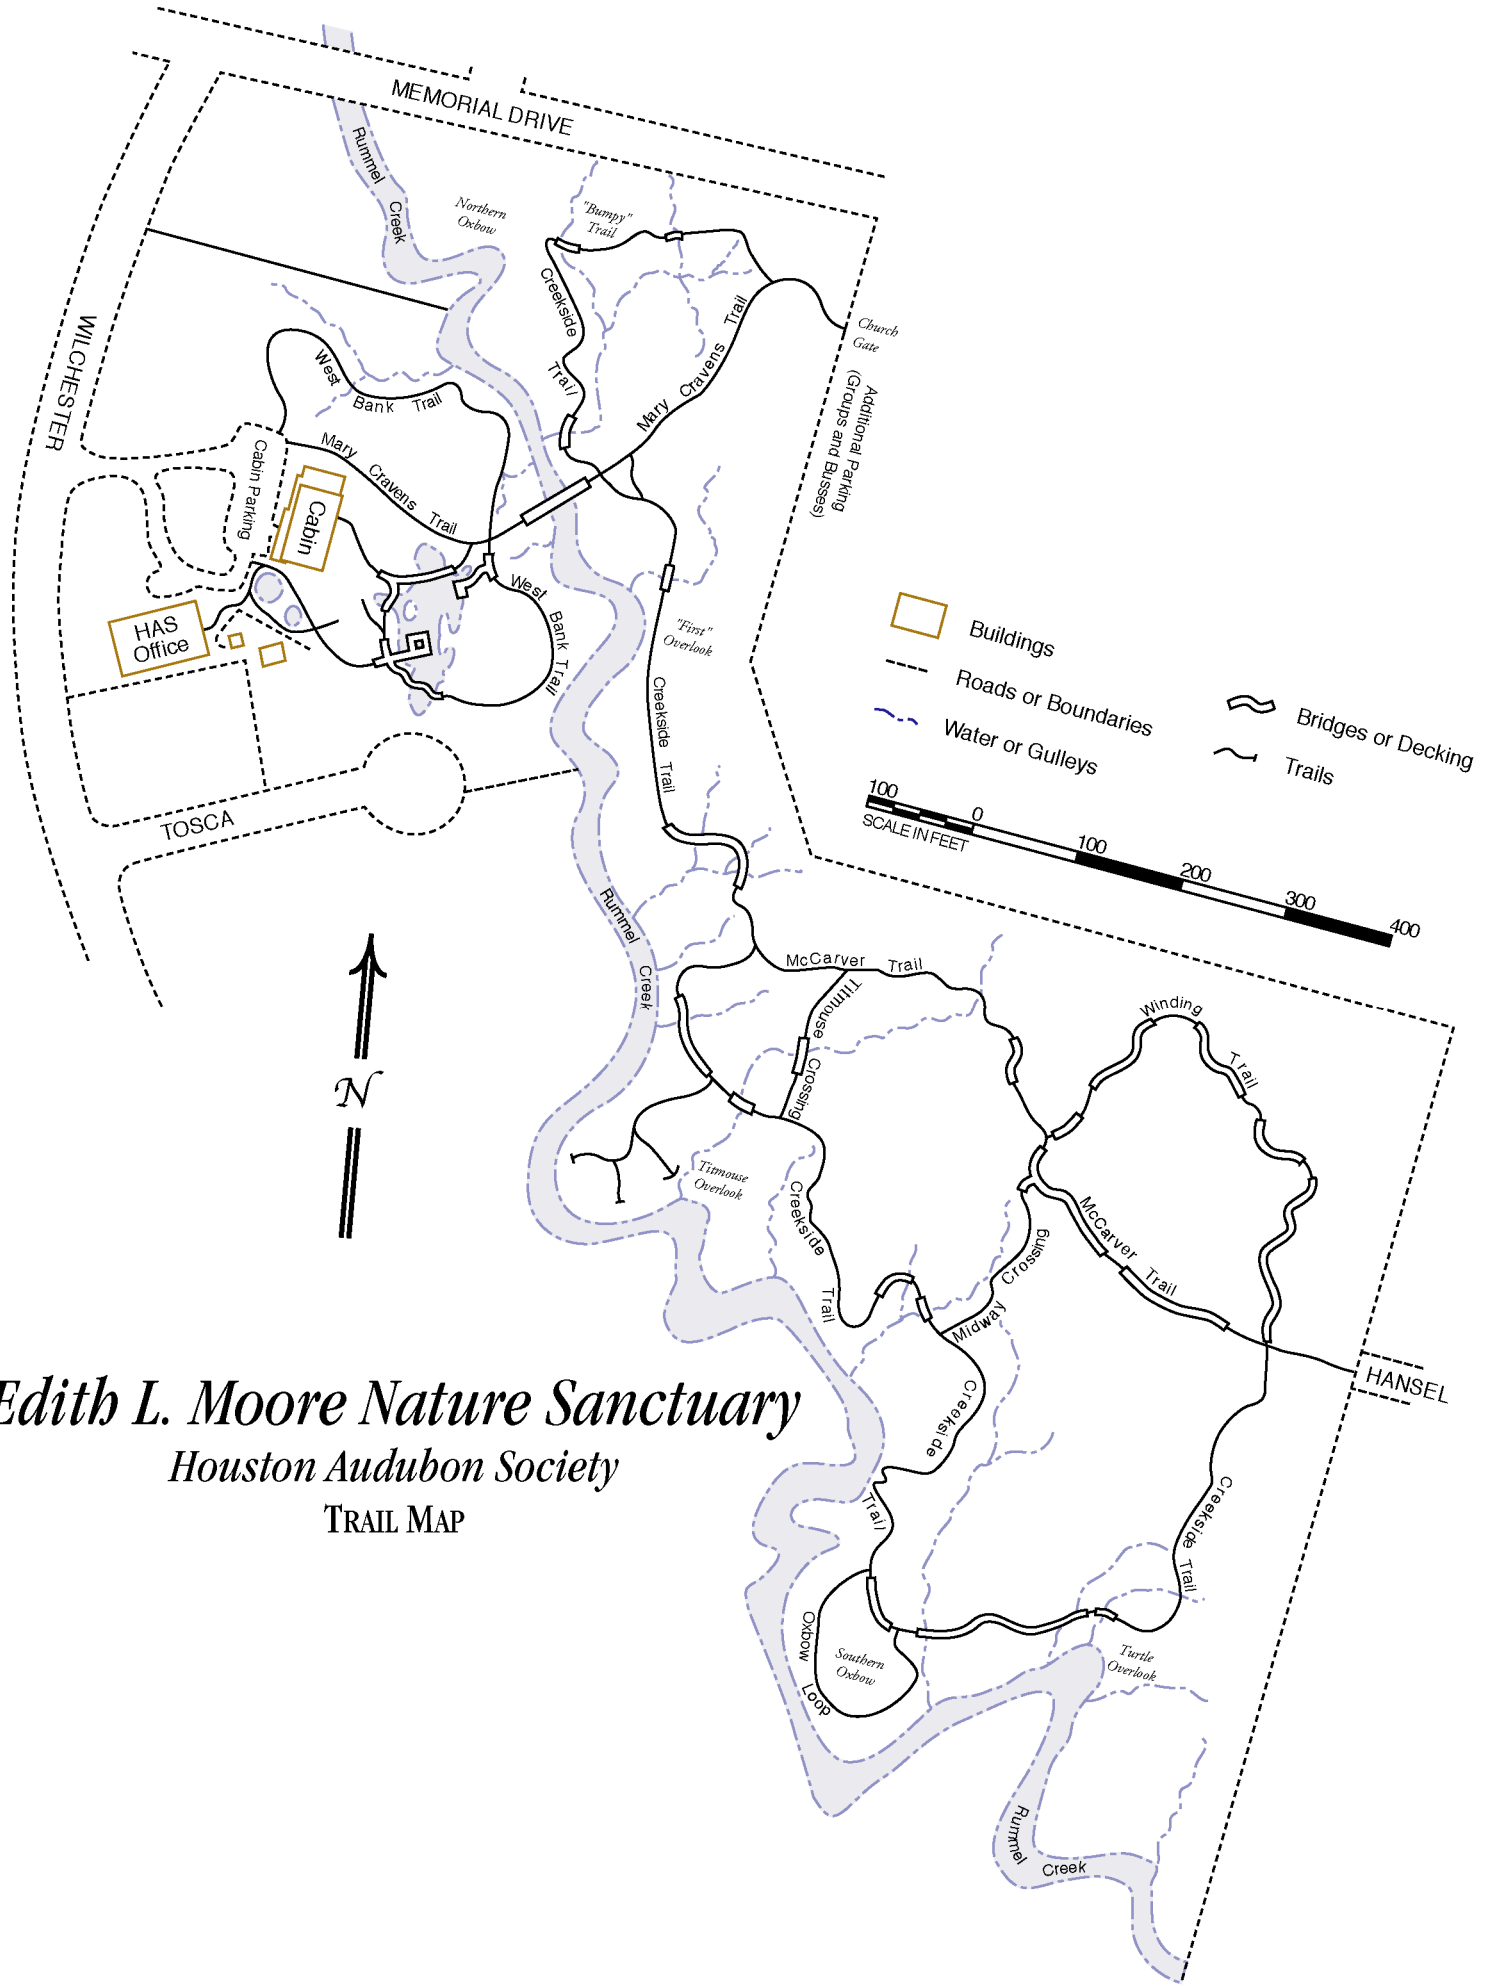 MEMORIAL DRIVE
Rummel
Creek
Northern
Oxbow
"Bumpy"
Trail
Creekside
Trail
Mary Cravens Trail
Church
Gate
Additional Parking
(Groups and Busses)
WILCHESTER
West
Bank Trail
Mary Cravens Trail
Cabin Parking
Cabin
HAS
Office
West Bank Trail
"First"
Overlook
Creekside Trail
TOSCA
Buildings
Roads or Boundaries
Water or Gulleys
Bridges or Decking
Trails
100 0 100 200 300 400
SCALE IN FEET
Rummel
Creek
McCarver Trail
Titmouse Crossing
Winding
Trail
N
Titmouse
Overlook
Creekside
Trail
McCarver
Trail
Midway Crossing
HANSEL
Edith L. Moore Nature Sanctuary
Houston Audubon Society
TRAIL MAP
Creekside
Trail
Creekside
Trail
Oxbow
Loop
Southern
Oxbow
Turtle
Overlook
Rummel
Creek